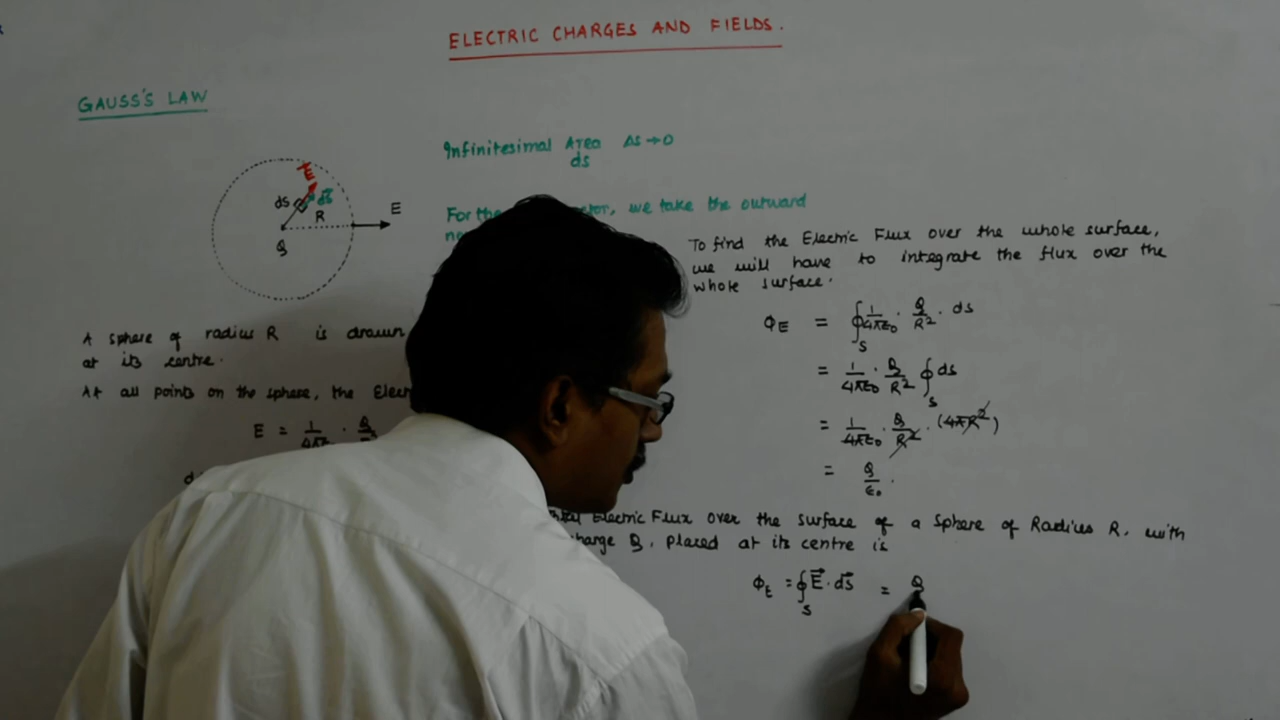 ELECTRIC CHARGES AND FIELDS.
GAUSS'S LAW
Infinitesimal Area ΔS→0
ds
E
ds ds
R E
Q
For the we take the outward
To find the Electric Flux over the whole surface,
we will have to integrate the flux over the
whole surface.
ΦE = ∮S 1/4πε0 · Q/R² · ds
= 1/4πε0 · Q/R² ∮S ds
= 1/4πε0 · Q/R² · (4πR²)
= Q/ε0 .
A sphere of radius R is drawn
at its centre.
At all points on the sphere, the
E = 1/4π · Q
Electric Flux over the surface of a Sphere of Radius R, with
charge Q, placed at its centre is
ΦE = ∮S E⃗ · ds⃗ = Q